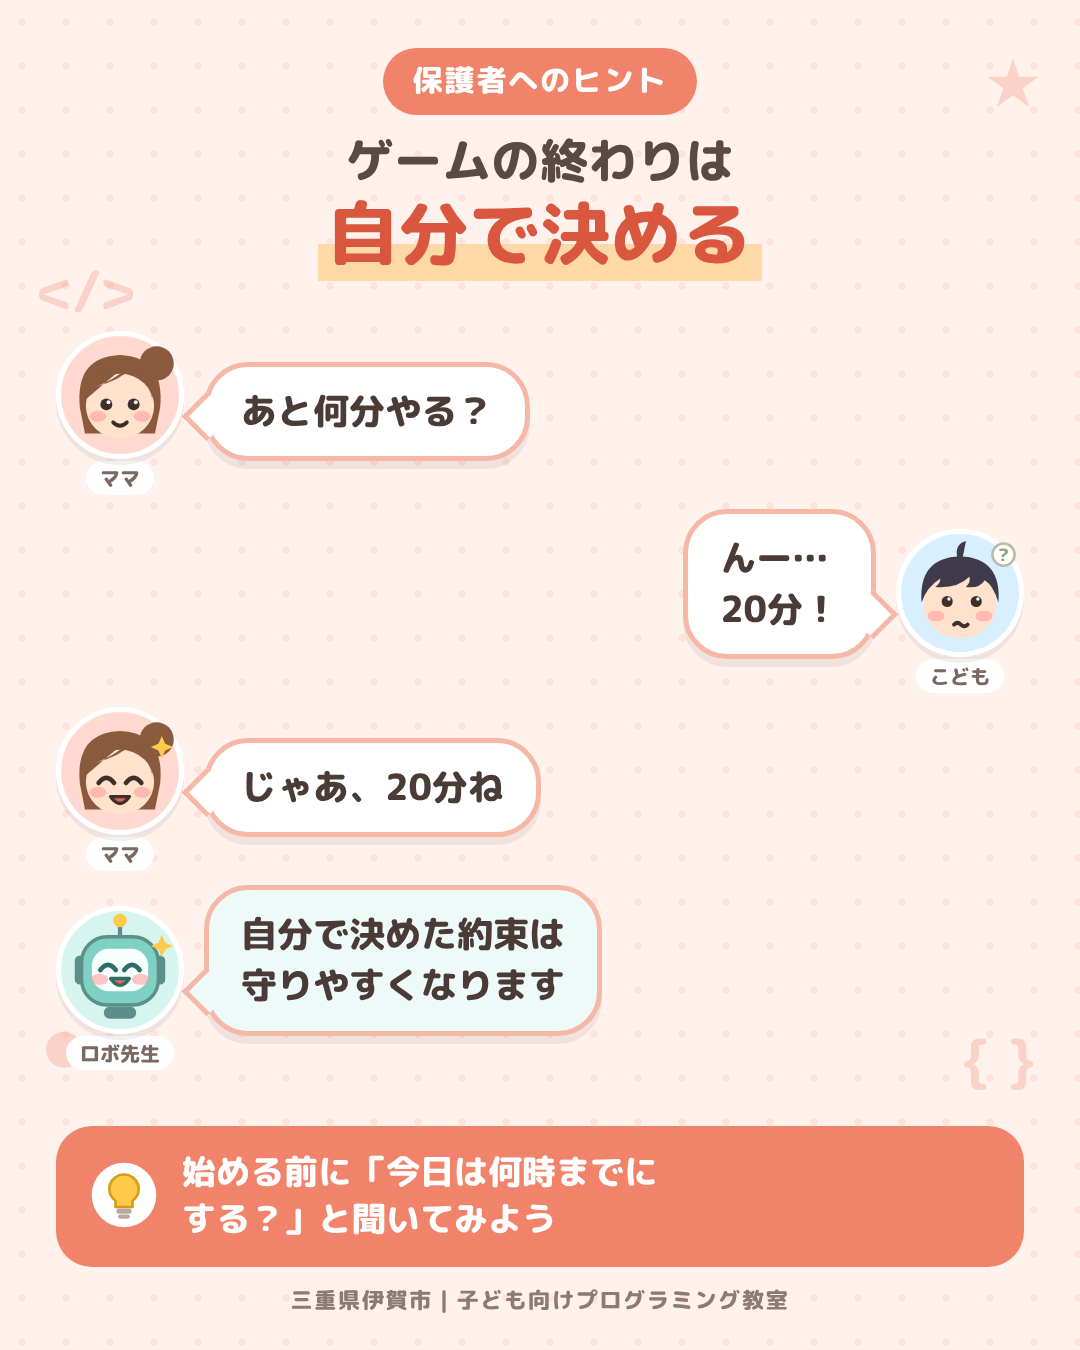 保護者へのヒント
ゲームの終わりは
自分で決める
</>
あと何分やる？
ママ
んー…
20分！
?
こども
じゃあ、20分ね
ママ
自分で決めた約束は
守りやすくなります
ロボ先生
{ }
始める前に「今日は何時までに
する？」と聞いてみよう
三重県伊賀市｜子ども向けプログラミング教室